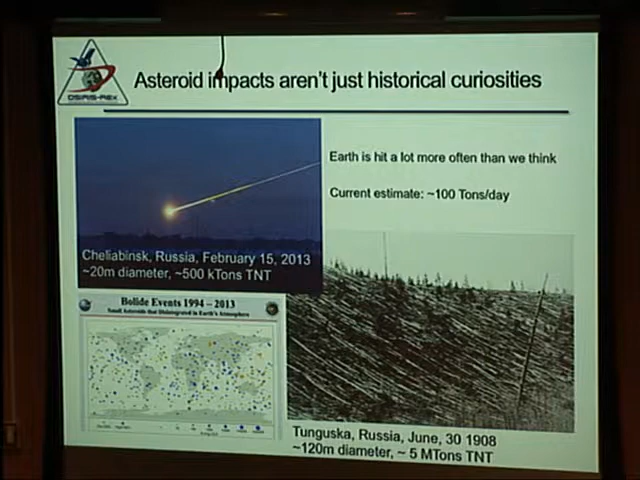 OSIRIS-REx
Asteroid impacts aren't just historical curiosities
Earth is hit a lot more often than we think
Current estimate: ~100 Tons/day
Cheliabinsk, Russia, February 15, 2013
~20m diameter, ~500 kTons TNT
Bolide Events 1994 – 2013
Small Asteroids that Disintegrated in Earth's Atmosphere
Tunguska, Russia, June, 30 1908
~120m diameter, ~ 5 MTons TNT